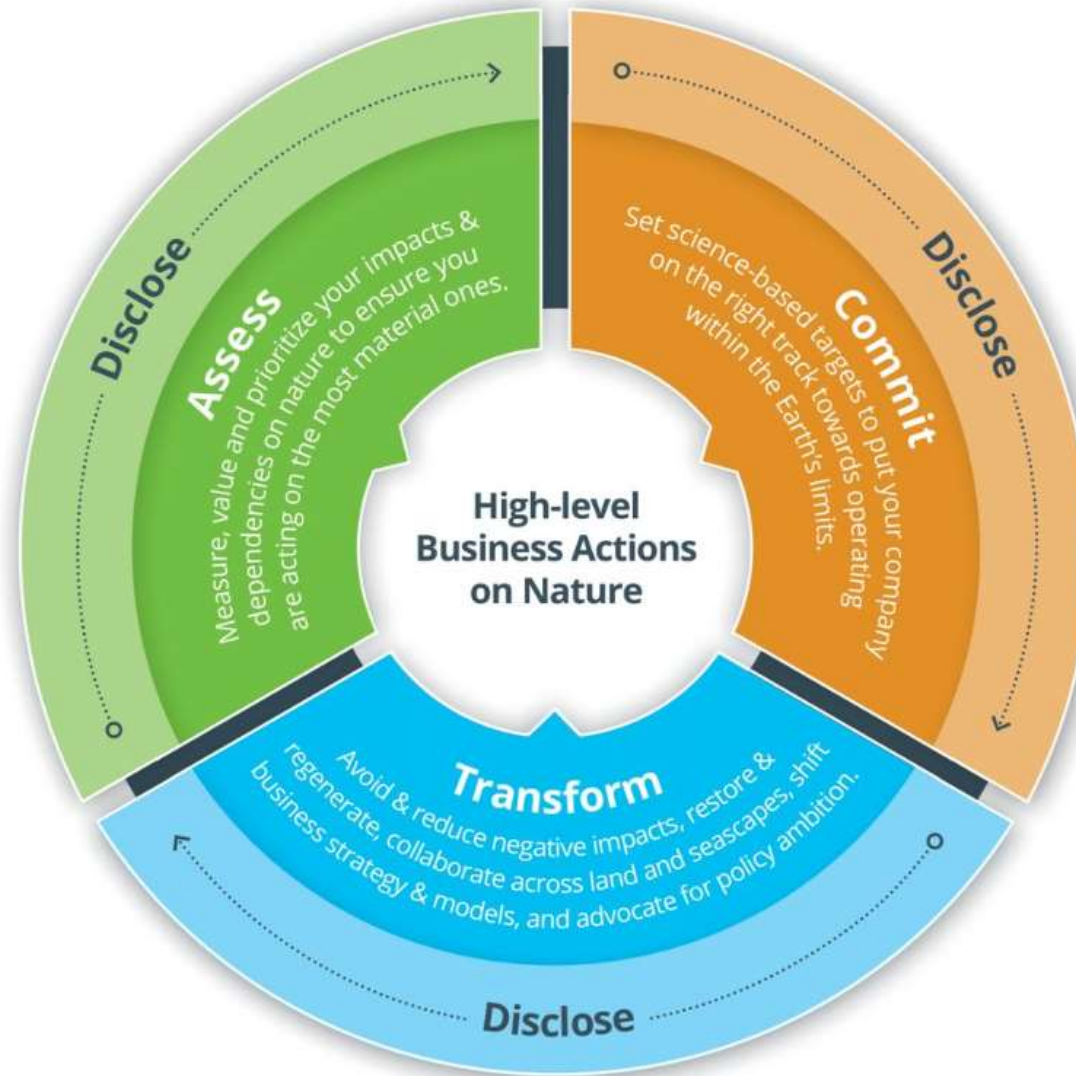 High-level
Business Actions
on Nature
Disclose
Assess
Measure, value and prioritize your impacts &
dependencies on nature to ensure you
are acting on the most material ones.
Disclose
Commit
Set science-based targets to put your company
on the right track towards operating
within the Earth's limits.
Transform
Avoid & reduce negative impacts, restore &
regenerate, collaborate across land and seascapes, shift
business strategy & models, and advocate for policy ambition.
Disclose